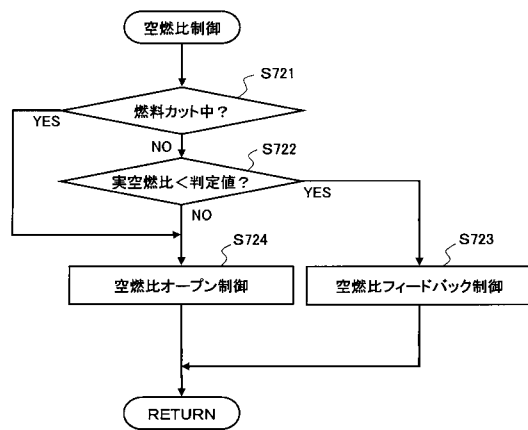 空燃比制御
S721
燃料カット中？
YES
NO
S722
実空燃比＜判定値？
YES
NO
S724
S723
空燃比オープン制御
空燃比フィードバック制御
RETURN